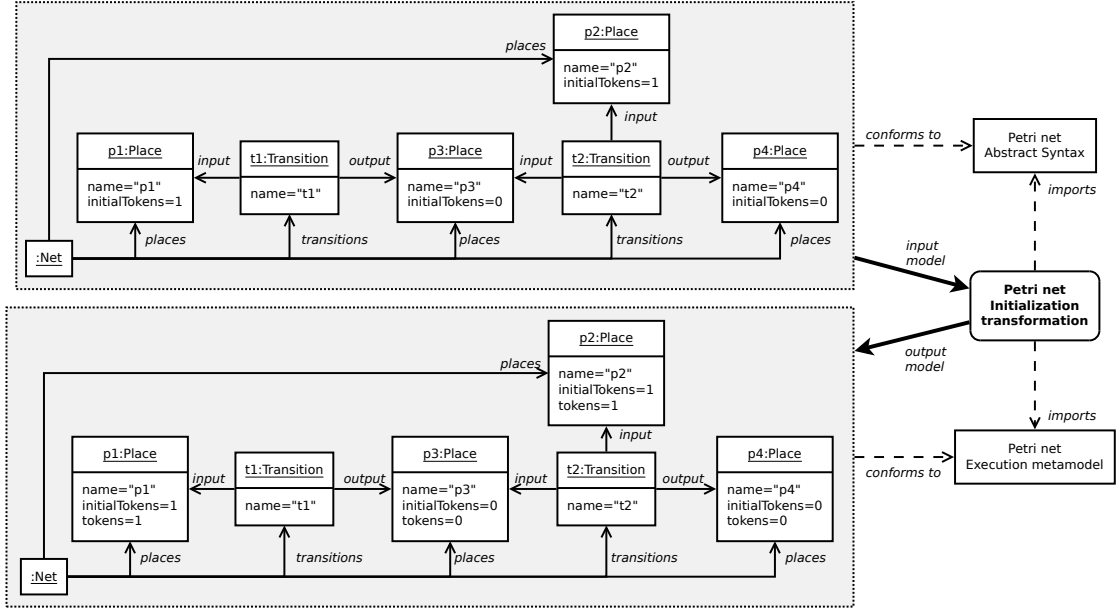 p2:Place
places
name="p2"
initialTokens=1
input
p1:Place
input
t1:Transition
output
p3:Place
input
t2:Transition
output
p4:Place
name="p1"
initialTokens=1
name="t1"
name="p3"
initialTokens=0
name="t2"
name="p4"
initialTokens=0
places
transitions
places
transitions
places
:Net
conforms to
Petri net
Abstract Syntax
imports
input
model
Petri net
Initialization
transformation
output
model
imports
Petri net
Execution metamodel
conforms to
p2:Place
places
name="p2"
initialTokens=1
tokens=1
input
p1:Place
input
t1:Transition
output
p3:Place
input
t2:Transition
output
p4:Place
name="p1"
initialTokens=1
tokens=1
name="t1"
name="p3"
initialTokens=0
tokens=0
name="t2"
name="p4"
initialTokens=0
tokens=0
places
transitions
places
transitions
places
:Net